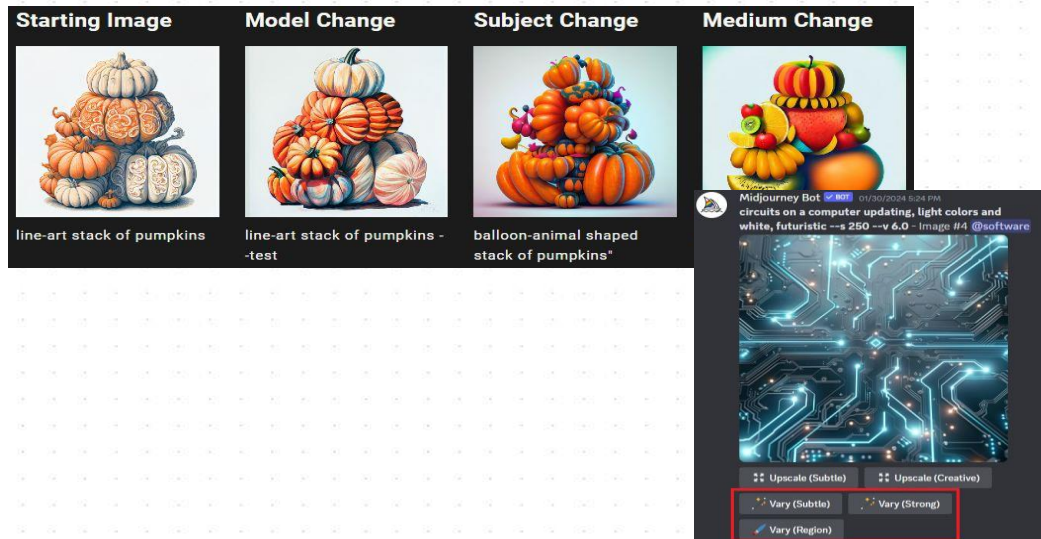 Starting Image
Model Change
Subject Change
Medium Change
line-art stack of pumpkins
line-art stack of pumpkins -
-test
balloon-animal shaped
stack of pumpkins"
Midjourney Bot ✓ BOT 01/30/2024 5:24 PM
circuits on a computer updating, light colors and
white, futuristic --s 250 --v 6.0 - Image #4 @software
Upscale (Subtle)
Upscale (Creative)
Vary (Subtle)
Vary (Strong)
Vary (Region)